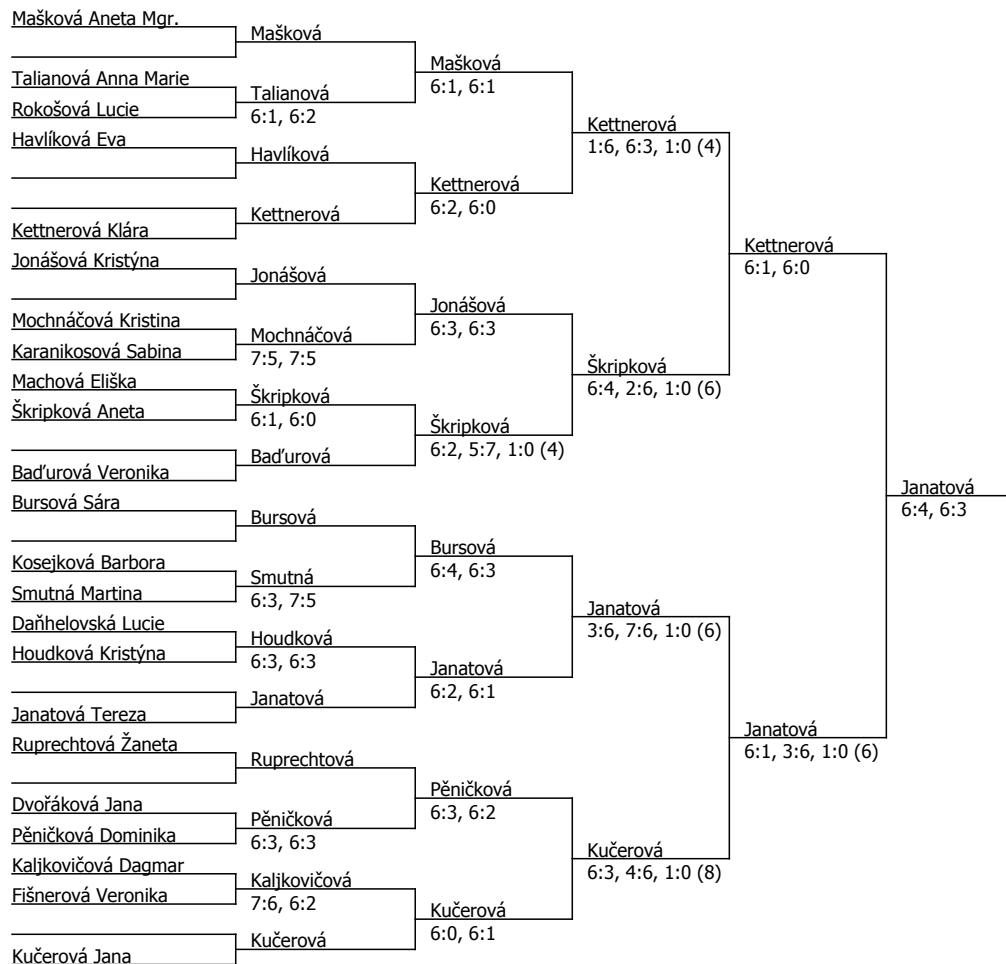 Mašková Aneta Mgr.
Talianová Anna Marie
Rokošová Lucie
Havlíková Eva
Kettnerová Klára
Jonášová Kristýna
Mochnáčová Kristina
Karanikosová Sabina
Machová Eliška
Škripková Aneta
Baďurová Veronika
Bursová Sára
Kosejková Barbora
Smutná Martina
Daňhelovská Lucie
Houdková Kristýna
Janatová Tereza
Ruprechtová Žaneta
Dvořáková Jana
Pěničková Dominika
Kaljkovičová Dagmar
Fišnerová Veronika
Kučerová Jana
Mašková
Talianová
6:1, 6:2
Havlíková
Kettnerová
Jonášová
Mochnáčová
7:5, 7:5
Škripková
6:1, 6:0
Baďurová
Bursová
Smutná
6:3, 7:5
Houdková
6:3, 6:3
Janatová
Ruprechtová
Pěničková
6:3, 6:3
Kaljkovičová
7:6, 6:2
Kučerová
Mašková
6:1, 6:1
Kettnerová
6:2, 6:0
Jonášová
6:3, 6:3
Škripková
6:2, 5:7, 1:0 (4)
Bursová
6:4, 6:3
Janatová
6:2, 6:1
Pěničková
6:3, 6:2
Kučerová
6:0, 6:1
Kettnerová
1:6, 6:3, 1:0 (4)
Škripková
6:4, 2:6, 1:0 (6)
Janatová
3:6, 7:6, 1:0 (6)
Kučerová
6:3, 4:6, 1:0 (8)
Kettnerová
6:1, 6:0
Janatová
6:1, 3:6, 1:0 (6)
Janatová
6:4, 6:3